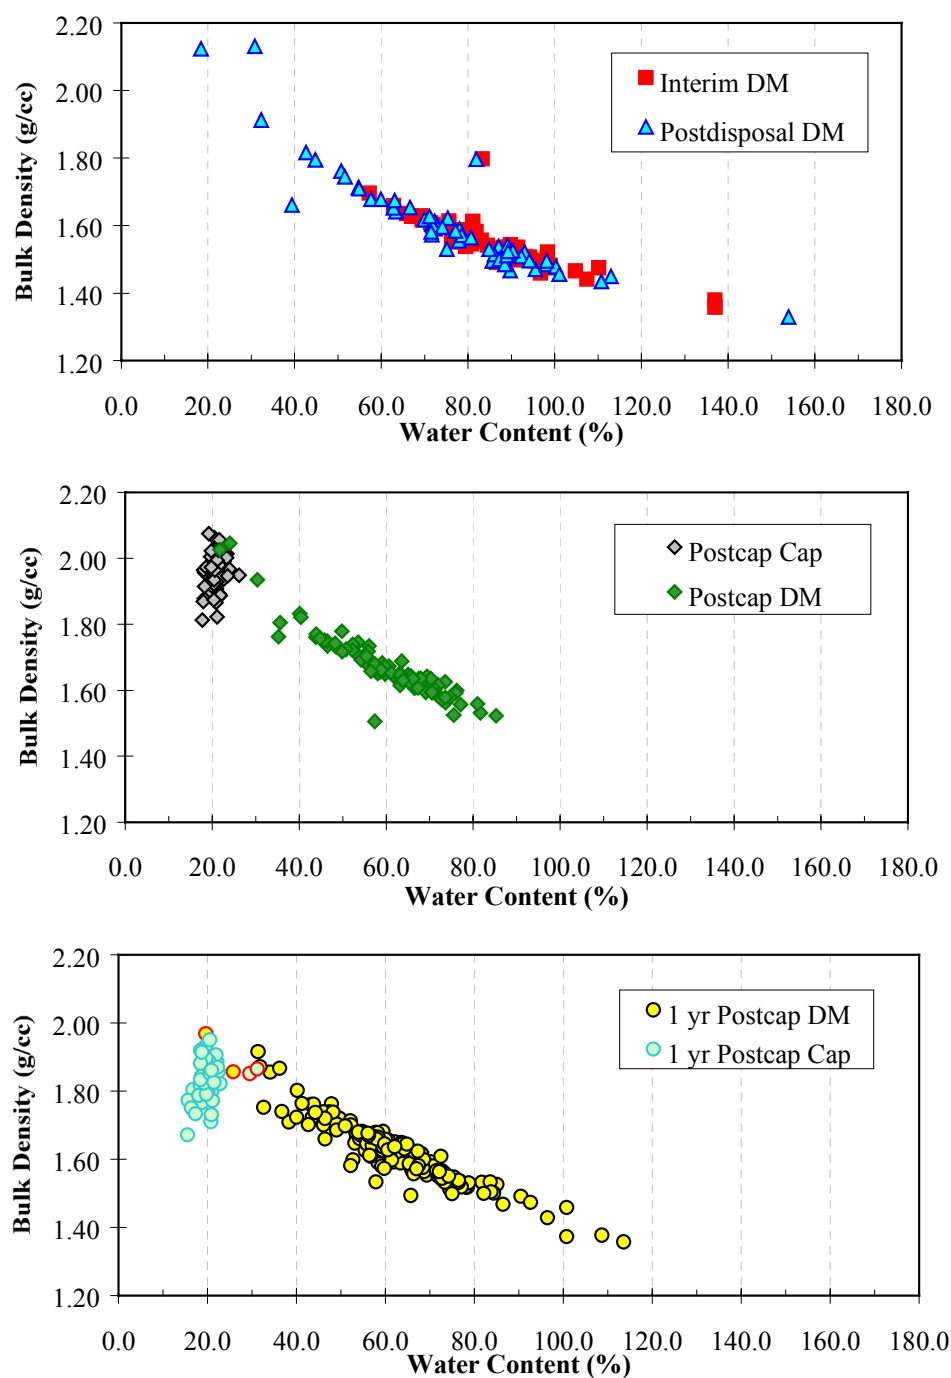 2.20
2.00
1.80
1.60
1.40
1.20
Bulk Density (g/cc)
Interim DM
Postdisposal DM
0.0 20.0 40.0 60.0 80.0 100.0 120.0 140.0 160.0 180.0
Water Content (%)
2.20
2.00
1.80
1.60
1.40
1.20
Bulk Density (g/cc)
Postcap Cap
Postcap DM
0.0 20.0 40.0 60.0 80.0 100.0 120.0 140.0 160.0 180.0
Water Content (%)
2.20
2.00
1.80
1.60
1.40
1.20
Bulk Density (g/cc)
1 yr Postcap DM
1 yr Postcap Cap
0.0 20.0 40.0 60.0 80.0 100.0 120.0 140.0 160.0 180.0
Water Content (%)